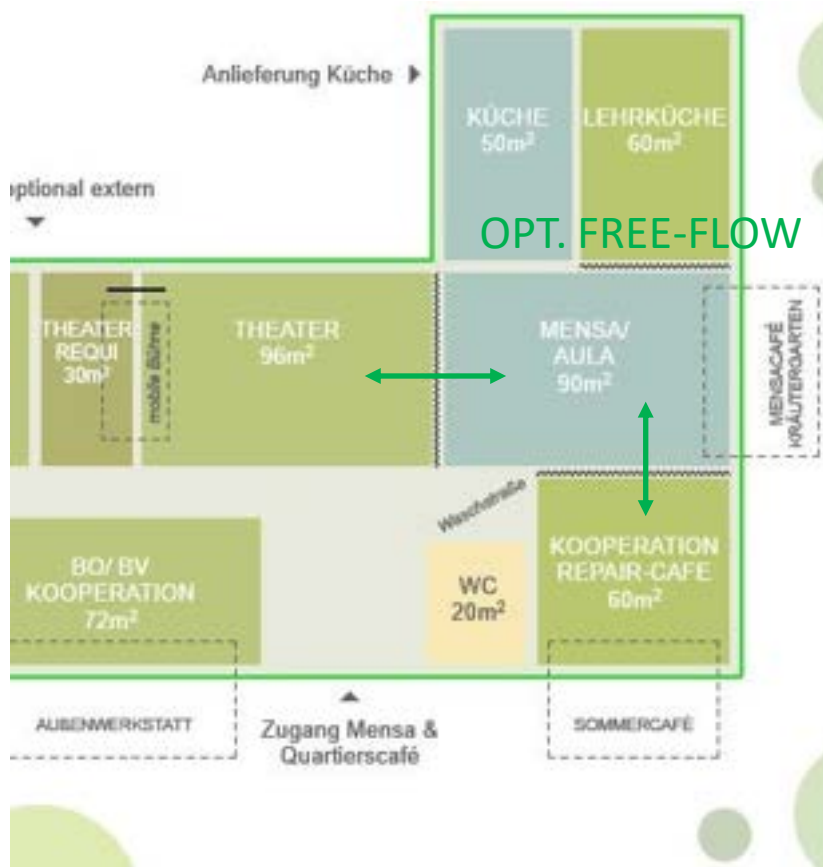 Anlieferung Küche
KÜCHE
50m²
LEHRKÜCHE
60m²
optional extern
OPT. FREE-FLOW
THEATER
REQUI
30m²
mobile Bühne
THEATER
96m²
MENSA/
AULA
90m²
MENSACAFÉ
KRÄUTERGARTEN
Waschstraße
BO/ BV
KOOPERATION
72m²
WC
20m²
KOOPERATION
REPAIR-CAFE
60m²
AUßENWERKSTATT
Zugang Mensa &
Quartierscafé
SOMMERCAFÉ